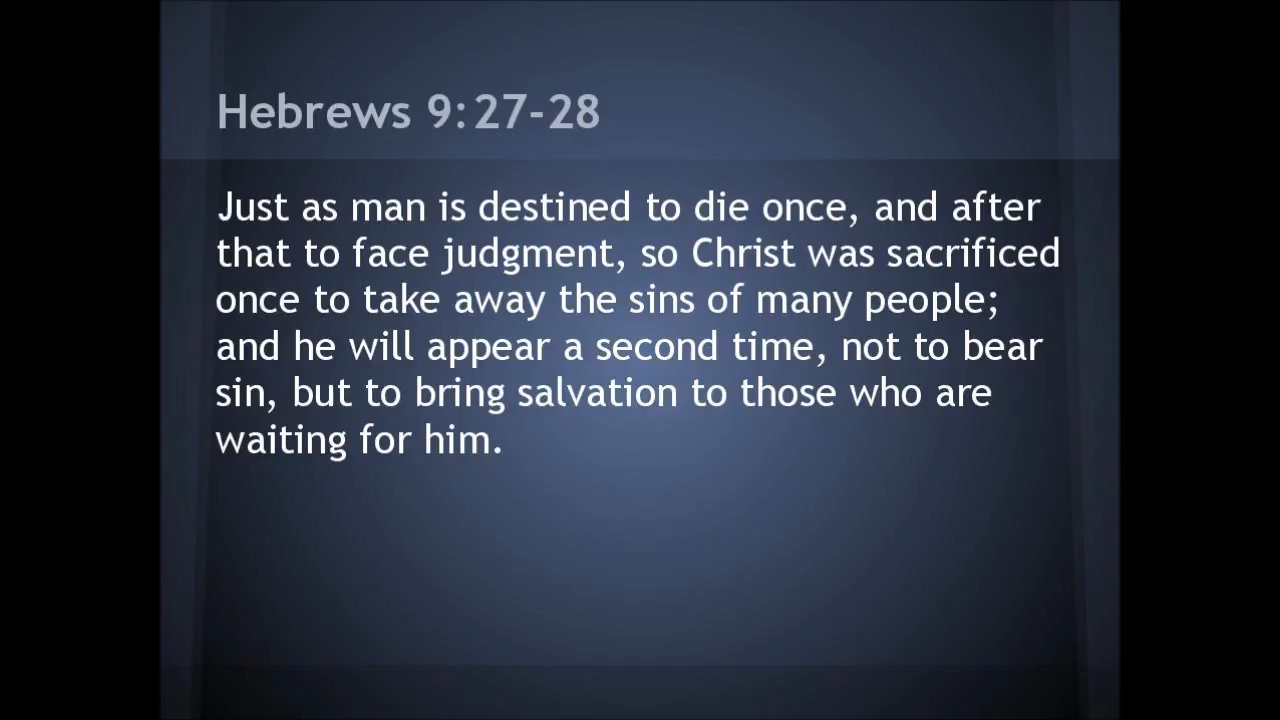 Hebrews 9:27-28
Just as man is destined to die once, and after
that to face judgment, so Christ was sacrificed
once to take away the sins of many people;
and he will appear a second time, not to bear
sin, but to bring salvation to those who are
waiting for him.